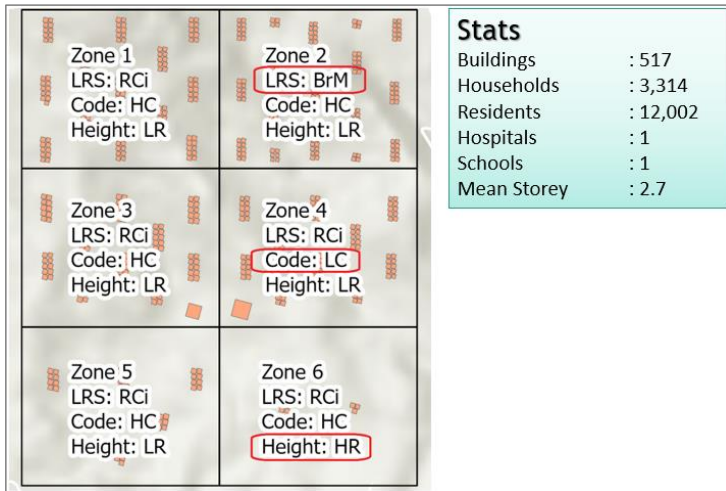 Zone 1
LRS: RCi
Code: HC
Height: LR
Zone 2
LRS: BrM
Code: HC
Height: LR
Zone 3
LRS: RCi
Code: HC
Height: LR
Zone 4
LRS: RCi
Code: LC
Height: LR
Zone 5
LRS: RCi
Code: HC
Height: LR
Zone 6
LRS: RCi
Code: HC
Height: HR
Stats
Buildings : 517
Households : 3,314
Residents : 12,002
Hospitals : 1
Schools : 1
Mean Storey : 2.7